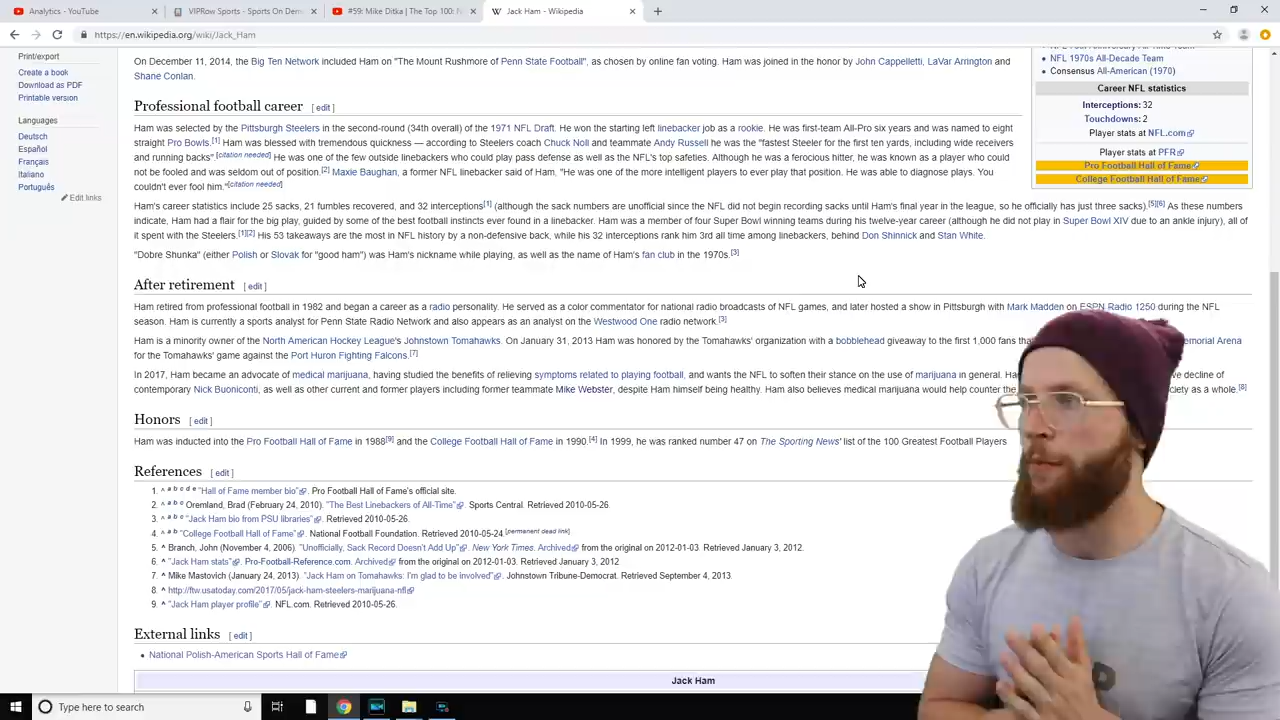 Analytics - YouTube
VIPRow Sports - Sports On Dem
#59: Mike Ditka | The Top 100: N
Jack Ham - Wikipedia
https://en.wikipedia.org/wiki/Jack_Ham
Print/export
Create a book
Download as PDF
Printable version
Languages
Deutsch
Español
Français
Italiano
Português
Edit links
On December 11, 2014, the Big Ten Network included Ham on "The Mount Rushmore of Penn State Football", as chosen by online fan voting. Ham was joined in the honor by John Cappelletti, LaVar Arrington and
Shane Conlan.
Professional football career [ edit ]
Ham was selected by the Pittsburgh Steelers in the second-round (34th overall) of the 1971 NFL Draft. He won the starting left linebacker job as a rookie. He was first-team All-Pro six years and was named to eight
straight Pro Bowls.[1] Ham was blessed with tremendous quickness — according to Steelers coach Chuck Noll and teammate Andy Russell he was the "fastest Steeler for the first ten yards, including wide receivers
and running backs"[citation needed] He was one of the few outside linebackers who could play pass defense as well as the NFL's top safeties. Although he was a ferocious hitter, he was known as a player who could
not be fooled and was seldom out of position.[2] Maxie Baughan, a former NFL linebacker said of Ham, "He was one of the more intelligent players to ever play that position. He was able to diagnose plays. You
couldn't ever fool him."[citation needed]
Ham's career statistics include 25 sacks, 21 fumbles recovered, and 32 interceptions[1] (although the sack numbers are unofficial since the NFL did not begin recording sacks until Ham's final year in the league, so he officially has just three sacks).[5][6] As these numbers
indicate, Ham had a flair for the big play, guided by some of the best football instincts ever found in a linebacker. Ham was a member of four Super Bowl winning teams during his twelve-year career (although he did not play in Super Bowl XIV due to an ankle injury), all of
it spent with the Steelers.[1][2] His 53 takeaways are the most in NFL history by a non-defensive back, while his 32 interceptions rank him 3rd all time among linebackers, behind Don Shinnick and Stan White.
"Dobre Shunka" (either Polish or Slovak for "good ham") was Ham's nickname while playing, as well as the name of Ham's fan club in the 1970s.[3]
NFL 1970s All-Decade Team
Consensus All-American (1970)
Career NFL statistics
Interceptions: 32
Touchdowns: 2
Player stats at NFL.com
Player stats at PFR
Pro Football Hall of Fame
College Football Hall of Fame
After retirement [ edit ]
Ham retired from professional football in 1982 and began a career as a radio personality. He served as a color commentator for national radio broadcasts of NFL games, and later hosted a show in Pittsburgh with Mark Madden on ESPN Radio 1250 during the NFL
season. Ham is currently a sports analyst for Penn State Radio Network and also appears as an analyst on the Westwood One radio network.[3]
Ham is a minority owner of the North American Hockey League's Johnstown Tomahawks. On January 31, 2013 Ham was honored by the Tomahawks' organization with a bobblehead giveaway to the first 1,000 fans Arena
for the Tomahawks' game against the Port Huron Fighting Falcons.[7]
In 2017, Ham became an advocate of medical marijuana, having studied the benefits of relieving symptoms related to playing football, and wants the NFL to soften their stance on the use of marijuana in general. decline of
contemporary Nick Buoniconti, as well as other current and former players including former teammate Mike Webster, despite Ham himself being healthy. Ham also believes medical marijuana would help counter the as a whole.[8]
Honors [ edit ]
Ham was inducted into the Pro Football Hall of Fame in 1988[9] and the College Football Hall of Fame in 1990.[4] In 1999, he was ranked number 47 on The Sporting News' list of the 100 Greatest Football Players
References [ edit ]
1. ^ a b c d e "Hall of Fame member bio". Pro Football Hall of Fame's official site.
2. ^ a b c Oremland, Brad (February 24, 2010). "The Best Linebackers of All-Time". Sports Central. Retrieved 2010-05-26.
3. ^ a b c "Jack Ham bio from PSU libraries". Retrieved 2010-05-26.
4. ^ a b "College Football Hall of Fame". National Football Foundation. Retrieved 2010-05-24.[permanent dead link]
5. ^ Branch, John (November 4, 2006). "Unofficially, Sack Record Doesn't Add Up". New York Times. Archived from the original on 2012-01-03. Retrieved January 3, 2012.
6. ^ "Jack Ham stats". Pro-Football-Reference.com. Archived from the original on 2012-01-03. Retrieved January 3, 2012
7. ^ Mike Mastovich (January 24, 2013). "Jack Ham on Tomahawks: I'm glad to be involved". Johnstown Tribune-Democrat. Retrieved September 4, 2013.
8. ^ http://ftw.usatoday.com/2017/05/jack-ham-steelers-marijuana-nfl
9. ^ "Jack Ham player profile". NFL.com. Retrieved 2010-05-26.
External links [ edit ]
National Polish-American Sports Hall of Fame
Jack Ham
Type here to search